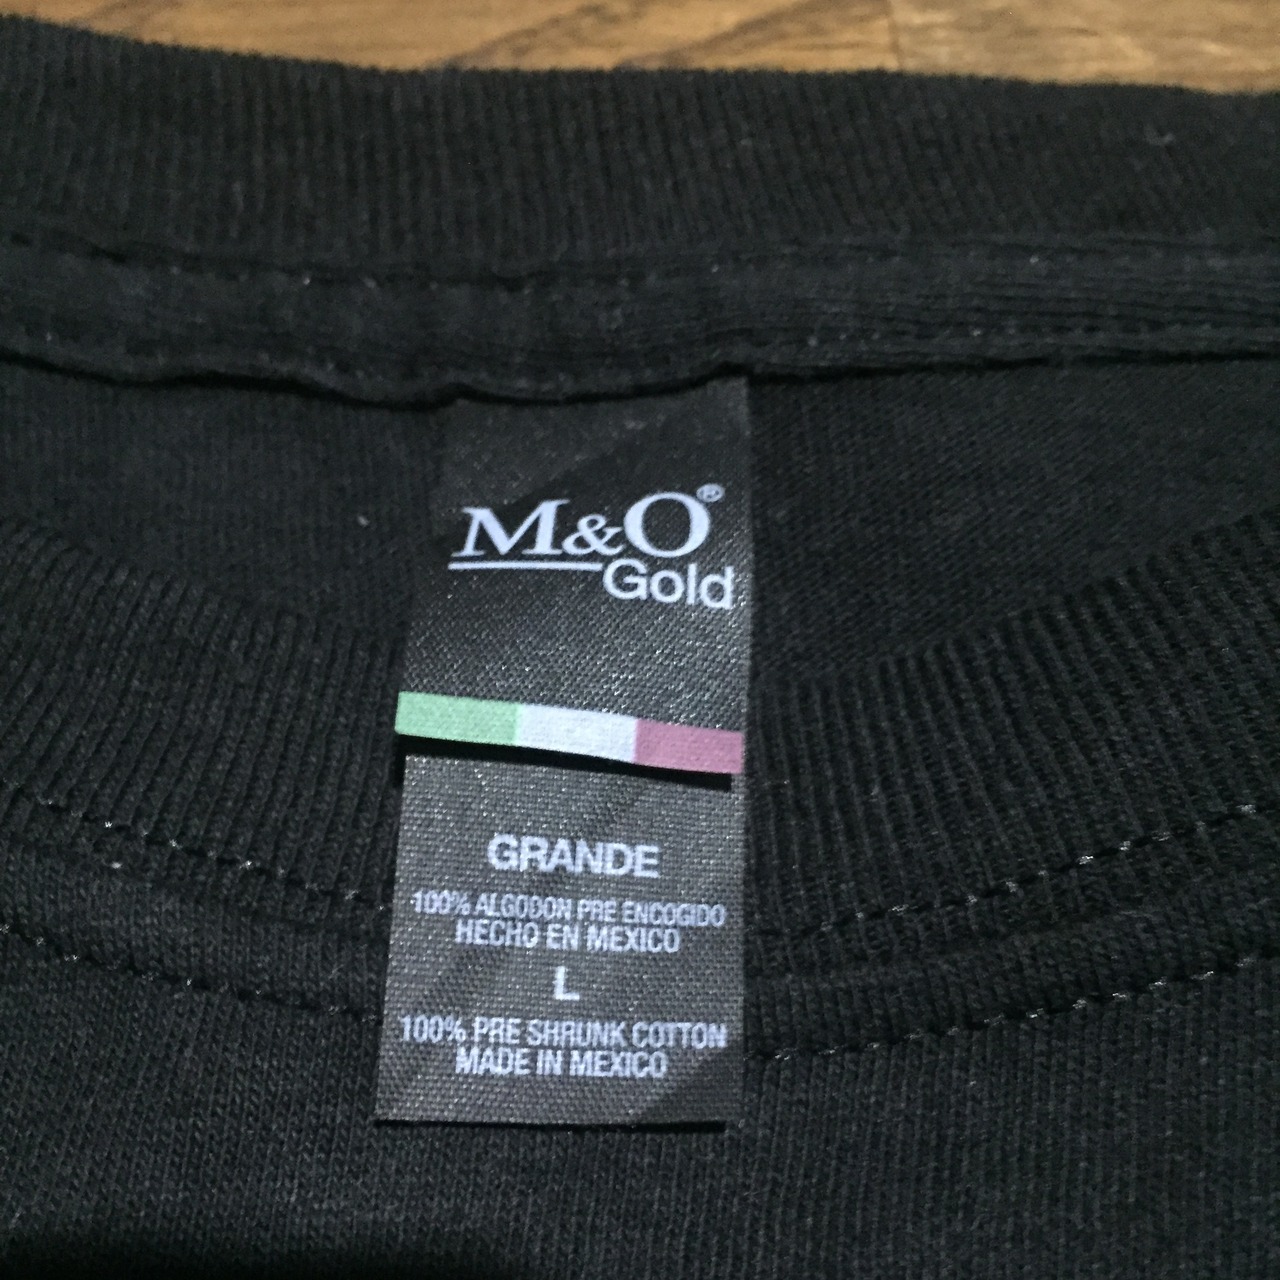 M&O®
Gold
GRANDE
100% ALGODON PRE ENCOGIDO
HECHO EN MEXICO
L
100% PRE SHRUNK COTTON
MADE IN MEXICO